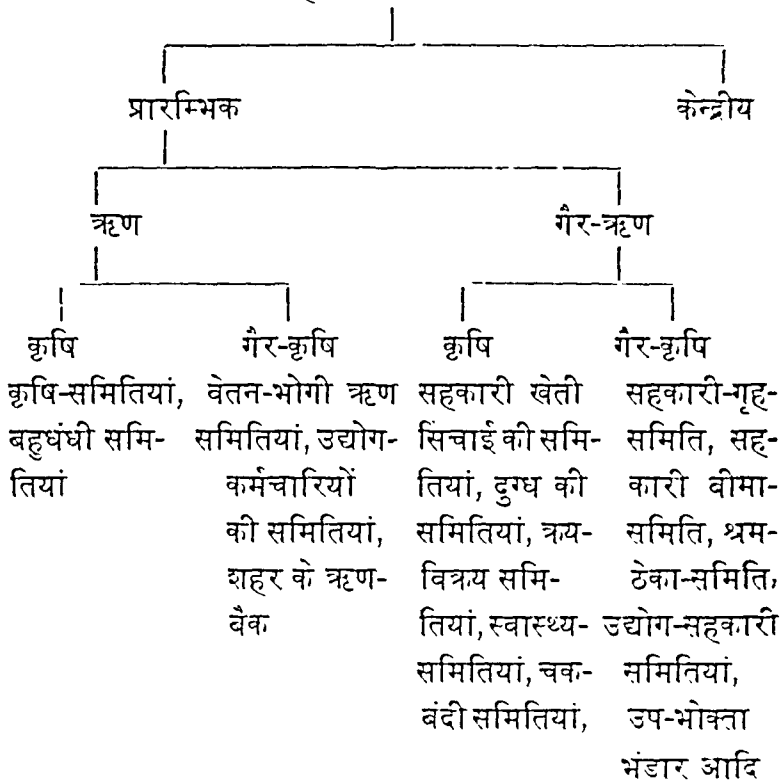 प्रारम्भिक केन्द्रीय
ऋण गैर-ऋण
कृषि गैर-कृषि कृषि गैर-कृषि
कृषि-समितियां, वेतन-भोगी ऋण सहकारी खेती सहकारी-गृह-
बहुधंधी समि- समितियां, उद्योग- सिंचाई की समि- समिति, सह-
तियां कर्मचारियों तियां, दुग्ध की कारी बीमा-
की समितियां, समितियां, क्रय- समिति, श्रम-
शहर के ऋण- विक्रय समि- ठेका-समिति,
बैंक तियां, स्वास्थ्य- उद्योग-सहकारी
समितियां, चक- समितियां,
बंदी समितियां, उप-भोक्ता
भंडार आदि